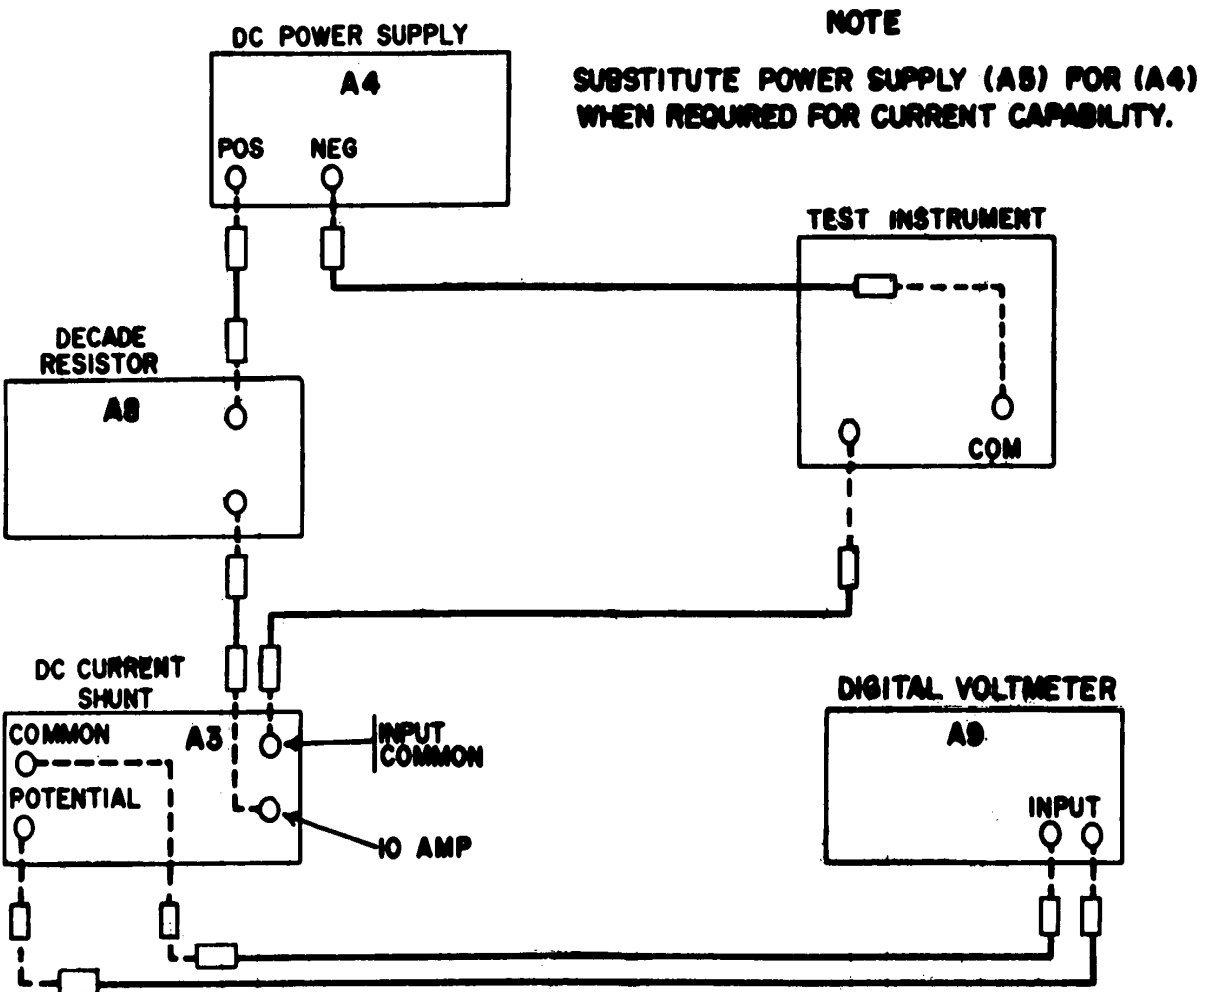 DC POWER SUPPLY
A4
POS
NEG
NOTE
SUBSTITUTE POWER SUPPLY (A5) FOR (A4)
WHEN REQUIRED FOR CURRENT CAPABILITY.
TEST INSTRUMENT
COM
DECADE
RESISTOR
A8
DC CURRENT
SHUNT
COMMON
A3
POTENTIAL
INPUT
COMMON
10 AMP
DIGITAL VOLTMETER
A9
INPUT